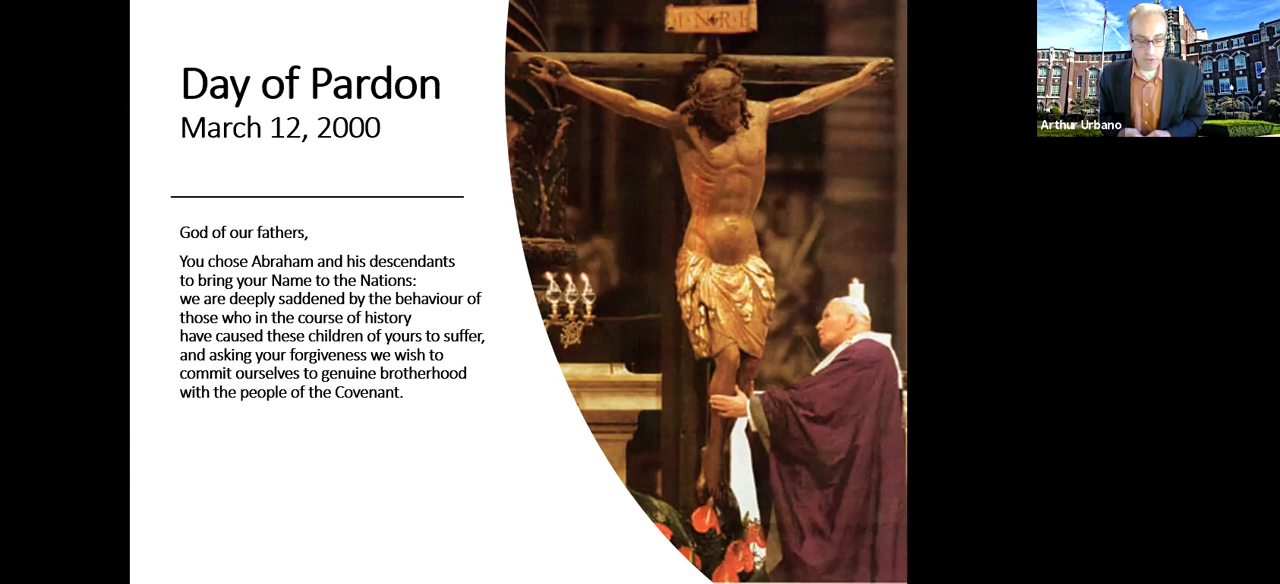 Day of Pardon
March 12, 2000
God of our fathers,
You chose Abraham and his descendants
to bring your Name to the Nations:
we are deeply saddened by the behaviour of
those who in the course of history
have caused these children of yours to suffer,
and asking your forgiveness we wish to
commit ourselves to genuine brotherhood
with the people of the Covenant.
I·N·R·I
Arthur Urbano